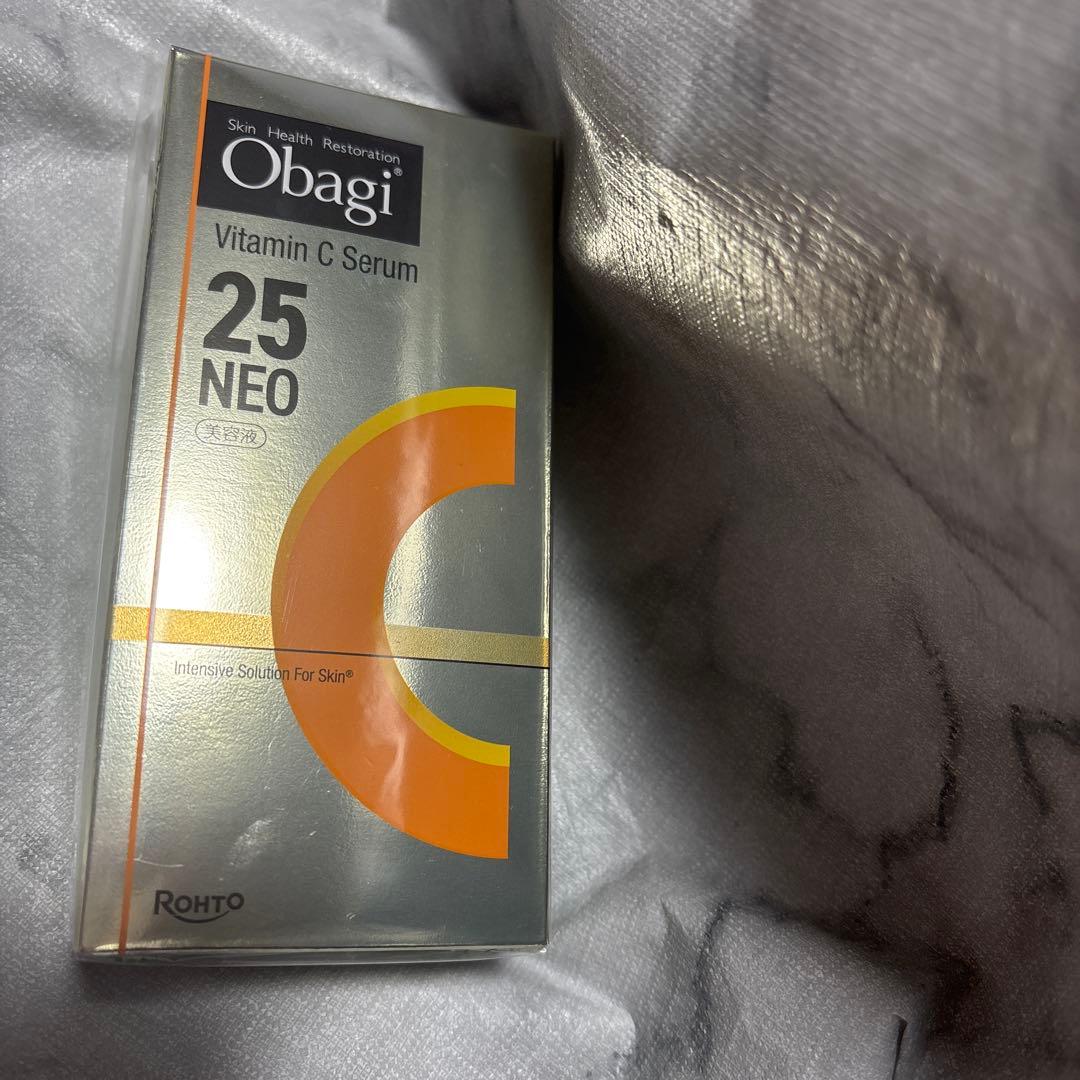 Skin Health Restoration
Obagi®
Vitamin C Serum
25
NEO
美容液
Intensive Solution For Skin®
ROHTO